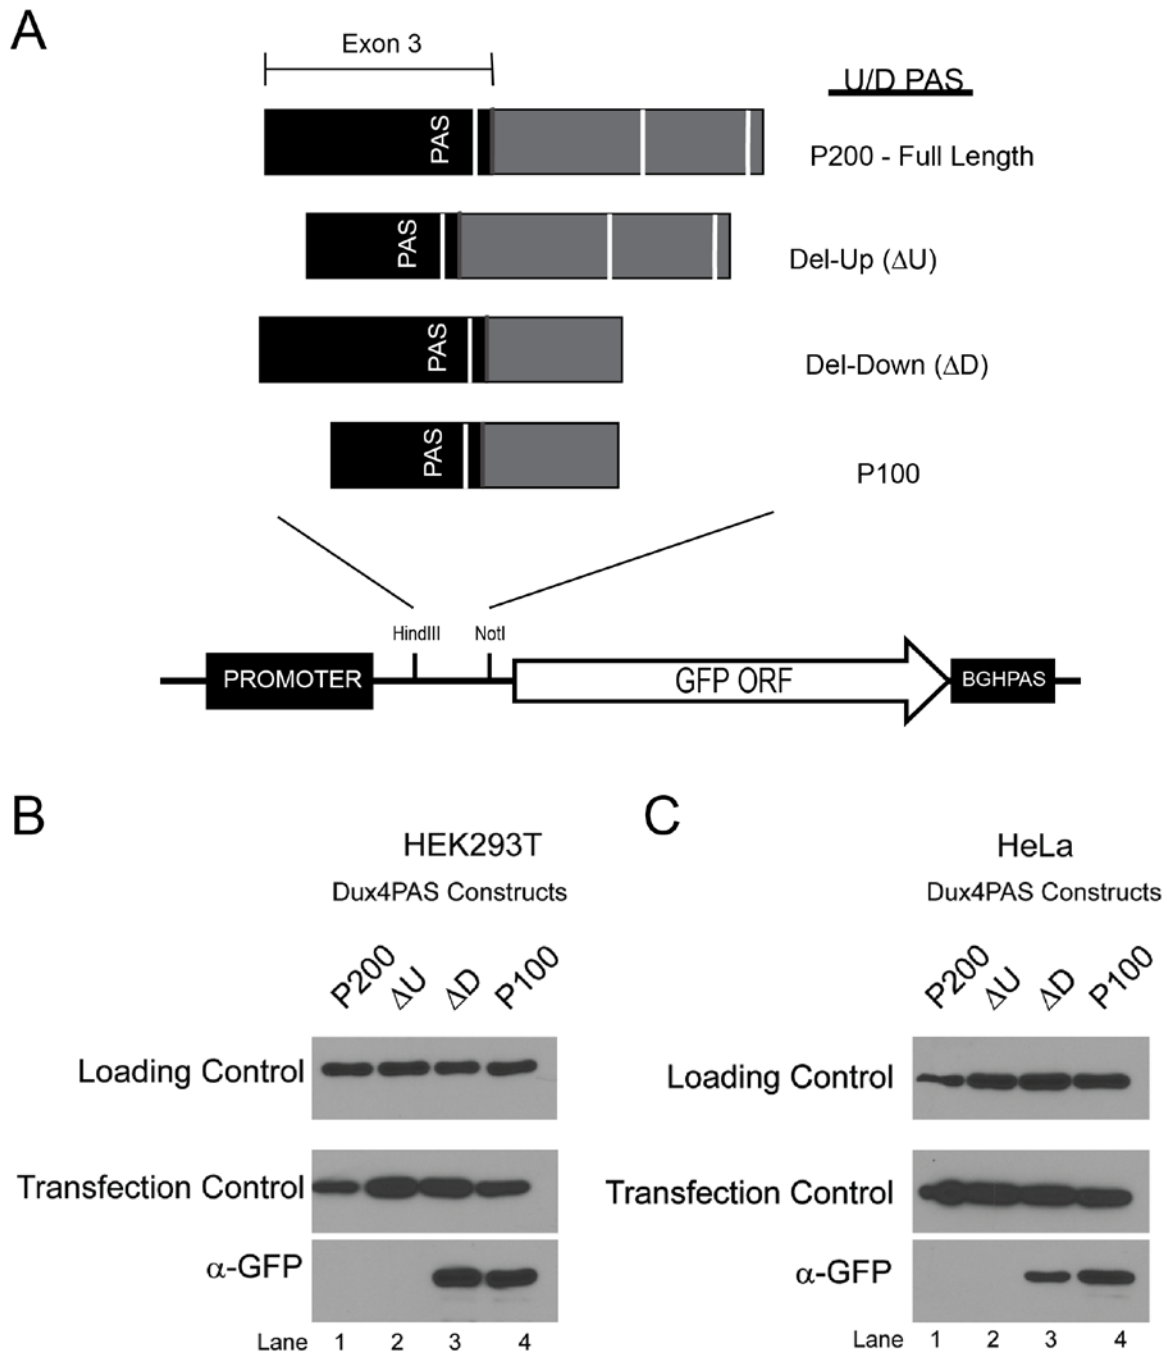 A
Exon 3
U/D PAS
PAS
P200 - Full Length
PAS
Del-Up (ΔU)
PAS
Del-Down (ΔD)
PAS
P100
HindIII NotI
PROMOTER
GFP ORF
BGHPAS
B
HEK293T
Dux4PAS Constructs
P200 ΔU ΔD P100
Loading Control
Transfection Control
α-GFP
Lane 1 2 3 4
C
HeLa
Dux4PAS Constructs
P200 ΔU ΔD P100
Loading Control
Transfection Control
α-GFP
Lane 1 2 3 4